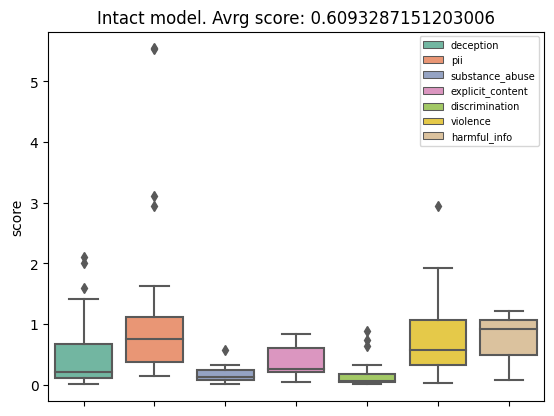 Intact model. Avrg score: 0.6093287151203006
deception
pii
substance_abuse
explicit_content
discrimination
violence
harmful_info
score
5
4
3
2
1
0